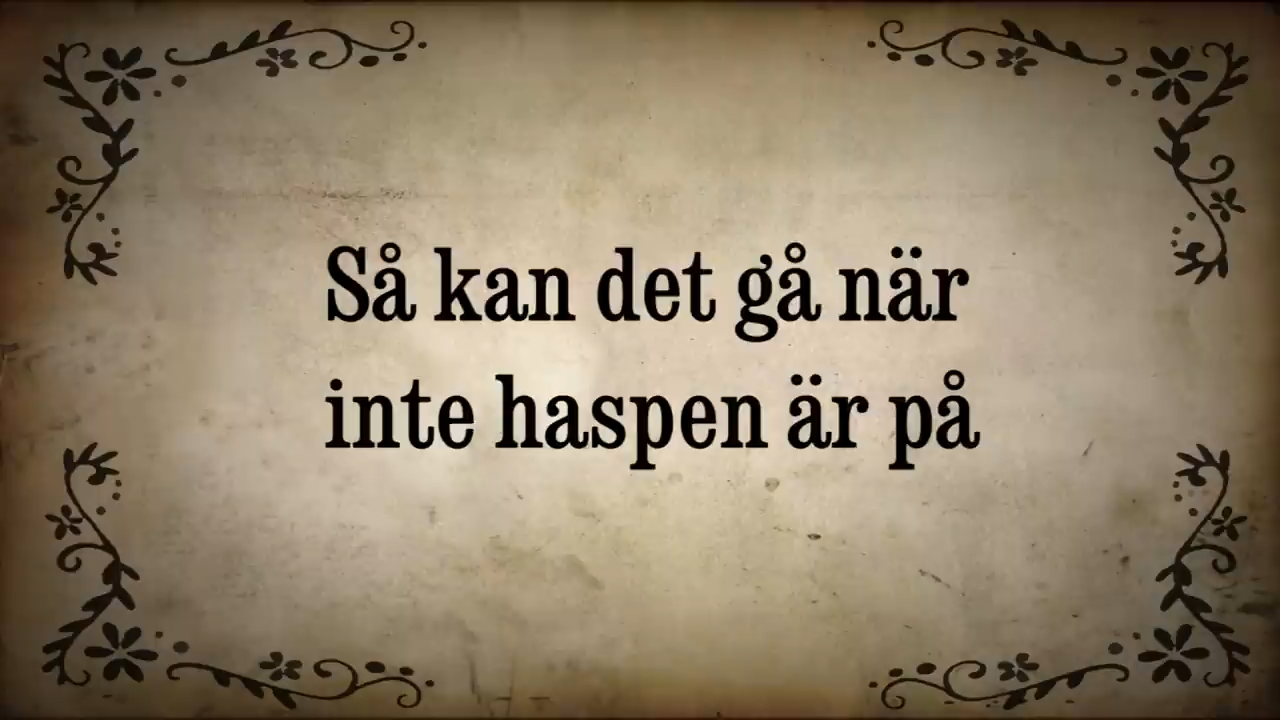 Så kan det gå när
inte haspen är på